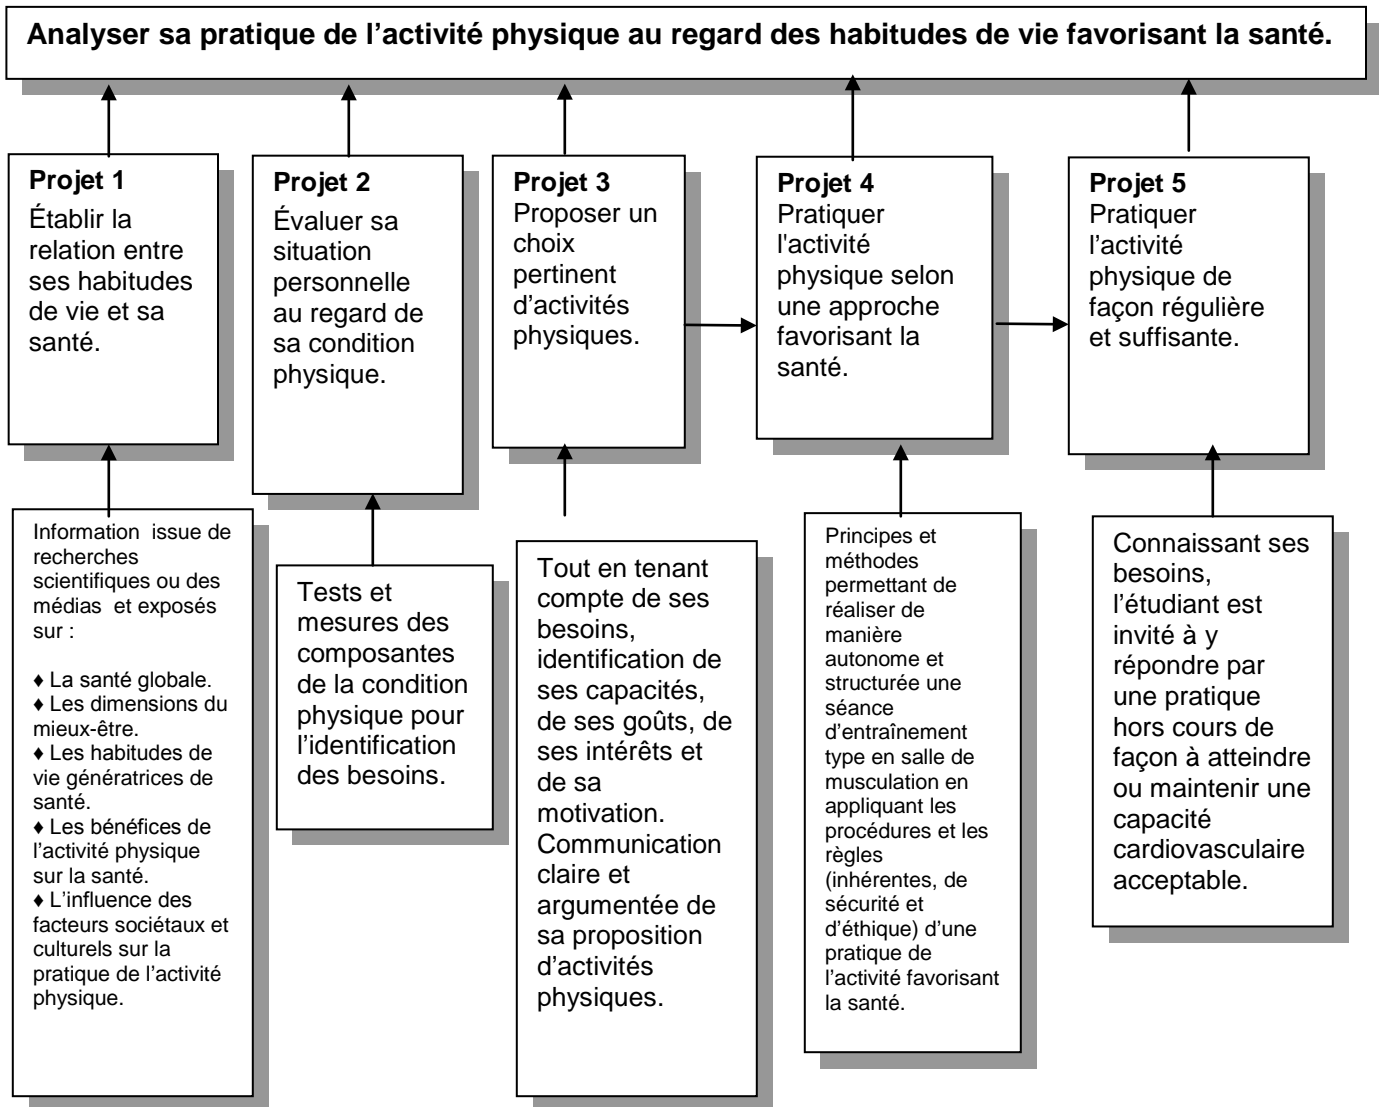 Analyser sa pratique de l’activité physique au regard des habitudes de vie favorisant la santé.
Projet 1
Établir la
relation entre
ses habitudes
de vie et sa
santé.
Projet 2
Évaluer sa
situation
personnelle
au regard de
sa condition
physique.
Projet 3
Proposer un
choix
pertinent
d’activités
physiques.
Projet 4
Pratiquer
l'activité
physique selon
une approche
favorisant la
santé.
Projet 5
Pratiquer
l’activité
physique de
façon régulière
et suffisante.
Information  issue de
recherches
scientifiques ou des
médias  et exposés
sur :
♦ La santé globale.
♦ Les dimensions du
mieux-être.
♦ Les habitudes de
vie génératrices de
santé.
♦ Les bénéfices de
l’activité physique
sur la santé.
♦ L’influence des
facteurs sociétaux et
culturels sur la
pratique de l’activité
physique.
Tests et
mesures des
composantes
de la condition
physique pour
l’identification
des besoins.
Tout en tenant
compte de ses
besoins,
identification de
ses capacités,
de ses goûts, de
ses intérêts et
de sa
motivation.
Communication
claire et
argumentée de
sa proposition
d’activités
physiques.
Principes et
méthodes
permettant de
réaliser de
manière
autonome et
structurée une
séance
d’entraînement
type en salle de
musculation en
appliquant les
procédures et les
règles
(inhérentes, de
sécurité et
d’éthique) d’une
pratique de
l’activité favorisant
la santé.
Connaissant ses
besoins,
l’étudiant est
invité à y
répondre par
une pratique
hors cours de
façon à atteindre
ou maintenir une
capacité
cardiovasculaire
acceptable.